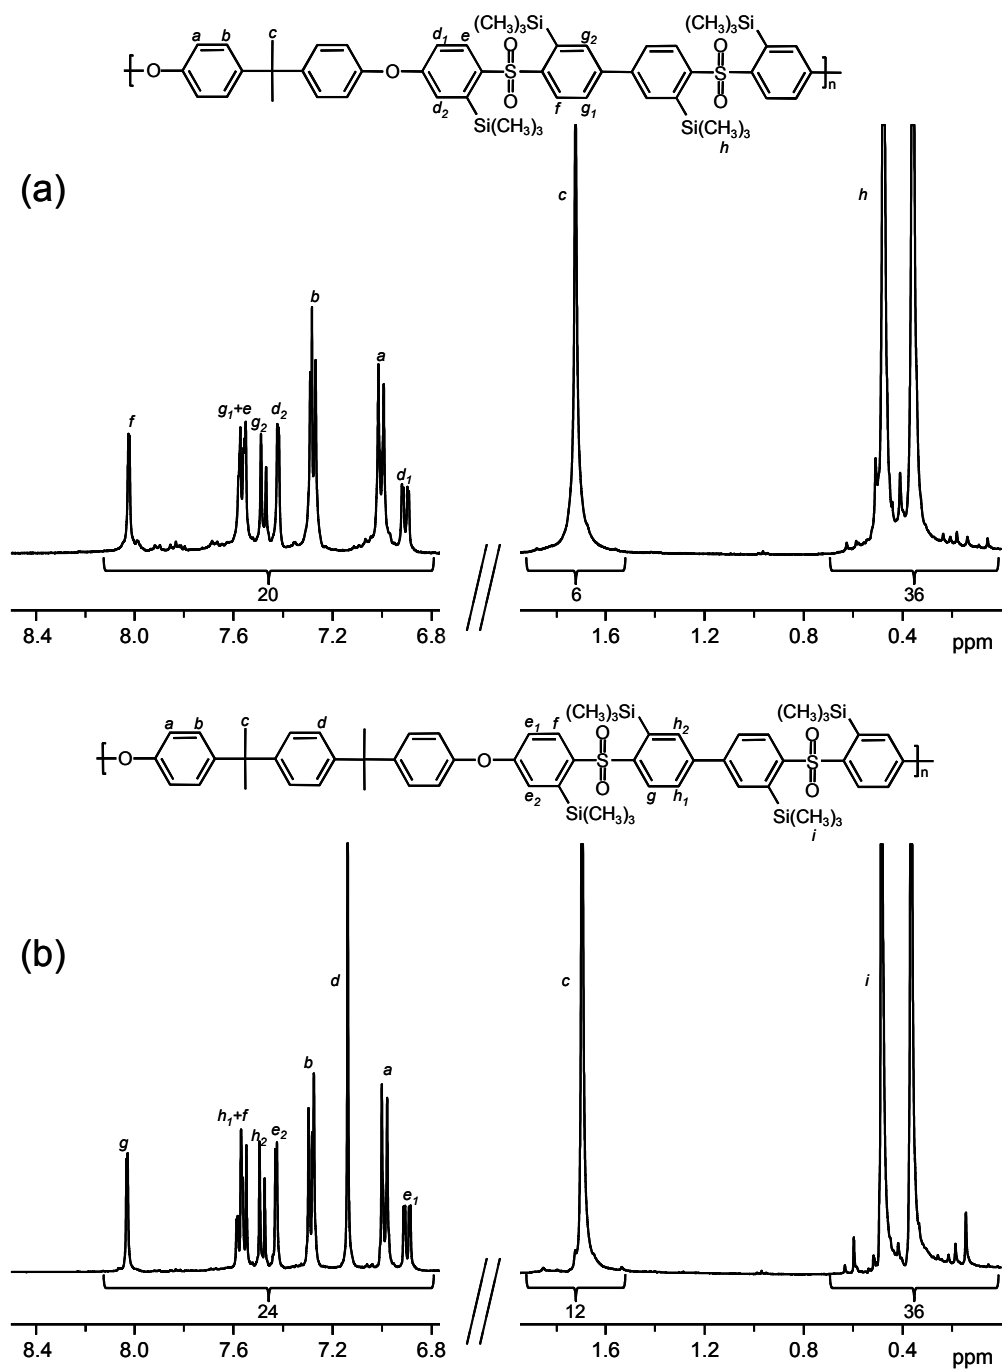 (CH₃)₃Si (CH₃)₃Si
a b c d₁ e O g₂ O
O O S S n
d₂ O f g₁ O
Si(CH₃)₃ Si(CH₃)₃
h
(a)
c h
b
a
f g₁+e g₂ d₂ d₁
20 6 36
8.4 8.0 7.6 7.2 6.8 1.6 1.2 0.8 0.4 ppm
(CH₃)₃Si (CH₃)₃Si
a b c d e₁ f O h₂ O
O O S S n
e₂ O g h₁ O
Si(CH₃)₃ Si(CH₃)₃
i
(b)
d c i
b a
g h₁+f h₂ e₂ e₁
24 12 36
8.4 8.0 7.6 7.2 6.8 1.6 1.2 0.8 0.4 ppm